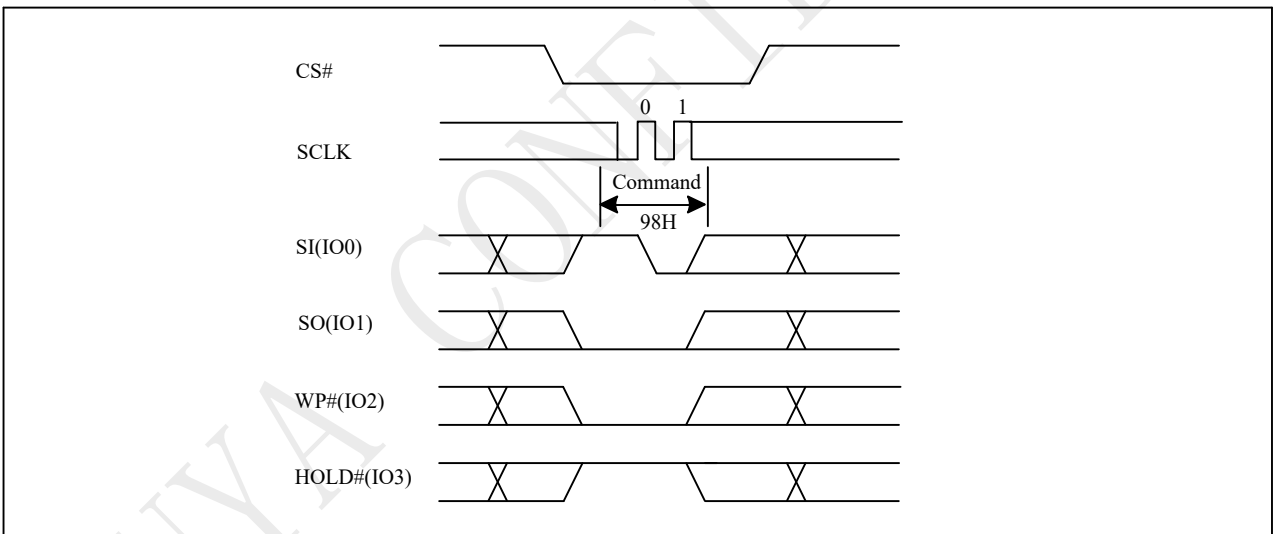 CS#
0 1
SCLK
Command
98H
SI(IO0)
SO(IO1)
WP#(IO2)
HOLD#(IO3)